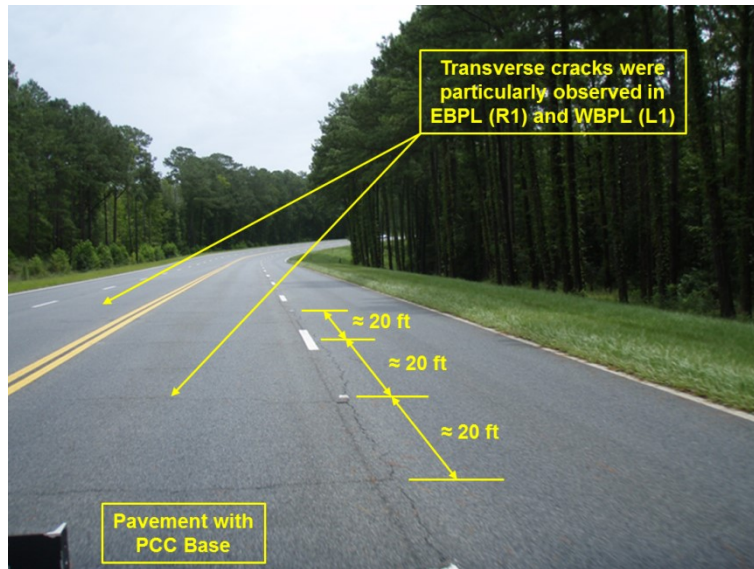 Transverse cracks were
particularly observed in
EBPL (R1) and WBPL (L1)
≈ 20 ft
≈ 20 ft
≈ 20 ft
Pavement with
PCC Base